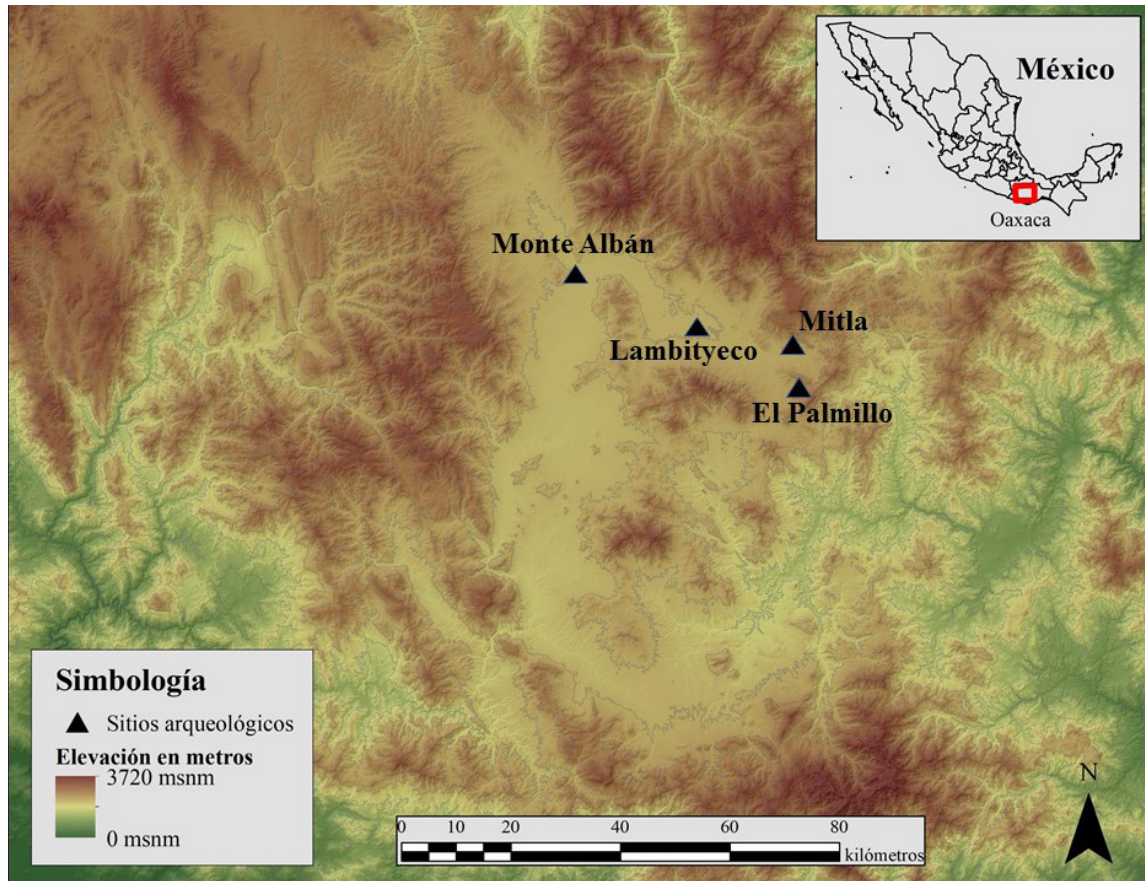 México
Oaxaca
Monte Albán
Mitla
Lambityeco
El Palmillo
Simbología
Sitios arqueológicos
Elevación en metros
3720 msnm
0 msnm
0 10 20 40 60 80
kilómetros
N